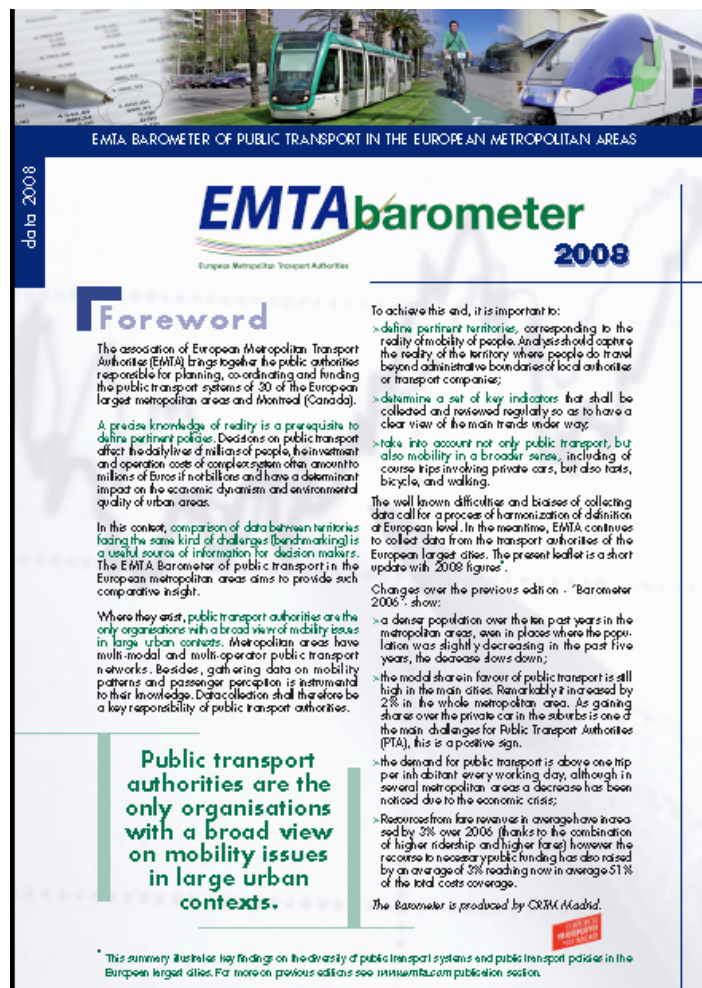 EMTA BAROMETER OF PUBLIC TRANSPORT IN THE EUROPEAN METROPOLITAN AREAS
data 2008
EMTAbarometer
European Metropolitan Transport Authorities
2008
Foreword
The association of European Metropolitan Transport
Authorities (EMTA) brings together the public authorities
responsible for planning, co-ordinating and funding
the public transport systems of 30 of the European
largest metropolitan areas and Montreal (Canada).
A precise knowledge of reality is a prerequisite to
define pertinent policies. Decisions on public transport
affect the daily lives of millions of people, the investment
and operation costs of complex system often amount to
millions of Euros if not billions and have a determinant
impact on the economic dynamism and environmental
quality of urban areas.
In this context, comparison of data between territories
facing the same kind of challenges (benchmarking) is
a useful source of information for decision makers.
The EMTA Barometer of public transport in the
European metropolitan areas aims to provide such
comparative insight.
Where they exist, public transport authorities are the
only organisations with a broad view of mobility issues
in large urban contexts. Metropolitan areas have
multi-modal and multi-operator public transport
networks. Besides, gathering data on mobility
patterns and passenger perception is instrumental
to their knowledge. Data collection shall therefore be
a key responsibility of public transport authorities.
Public transport
authorities are the
only organisations
with a broad view
on mobility issues
in large urban
contexts.
To achieve this end, it is important to:
>define pertinent territories, corresponding to the
reality of mobility of people. Analysis should capture
the reality of the territory where people do travel
beyond administrative boundaries of local authorities
or transport companies;
>determine a set of key indicators that shall be
collected and reviewed regularly so as to have a
clear view of the main trends under way;
>take into account not only public transport, but
also mobility in a broader sense, including of
course trips involving private cars, but also taxis,
bicycle, and walking.
The well known difficulties and biaises of collecting
data call for a process of harmonization of definition
at European level. In the meantime, EMTA continues
to collect data from the transport authorities of the
European largest cities. The present leaflet is a short
update with 2008 figures*.
Changes over the previous edition - "Barometer
2006"- show:
>a denser population over the ten past years in the
metropolitan areas, even in places where the popu-
lation was slightly decreasing in the past five
years, the decrease slows down;
>the modal share in favour of public transport is still
high in the main cities. Remarkably it increased by
2% in the whole metropolitan area. As gaining
shares over the private car in the suburbs is one of
the main challenges for Public Transport Authorities
(PTA), this is a positive sign.
>the demand for public transport is above one trip
per inhabitant every working day, although in
several metropolitan areas a decrease has been
noticed due to the economic crisis;
>Resources from fare revenues in average have increa-
sed by 3% over 2006 (thanks to the combination
of higher ridership and higher fares) however the
recourse to necessary public funding has also raised
by an average of 3% reaching now in average 51%
of the total costs coverage.
The Barometer is produced by CRTM Madrid.
* This summary illustrates key findings on the diversity of public transport systems and public transport policies in the
European largest cities. For more on previous editions see www.emta.com publication section.